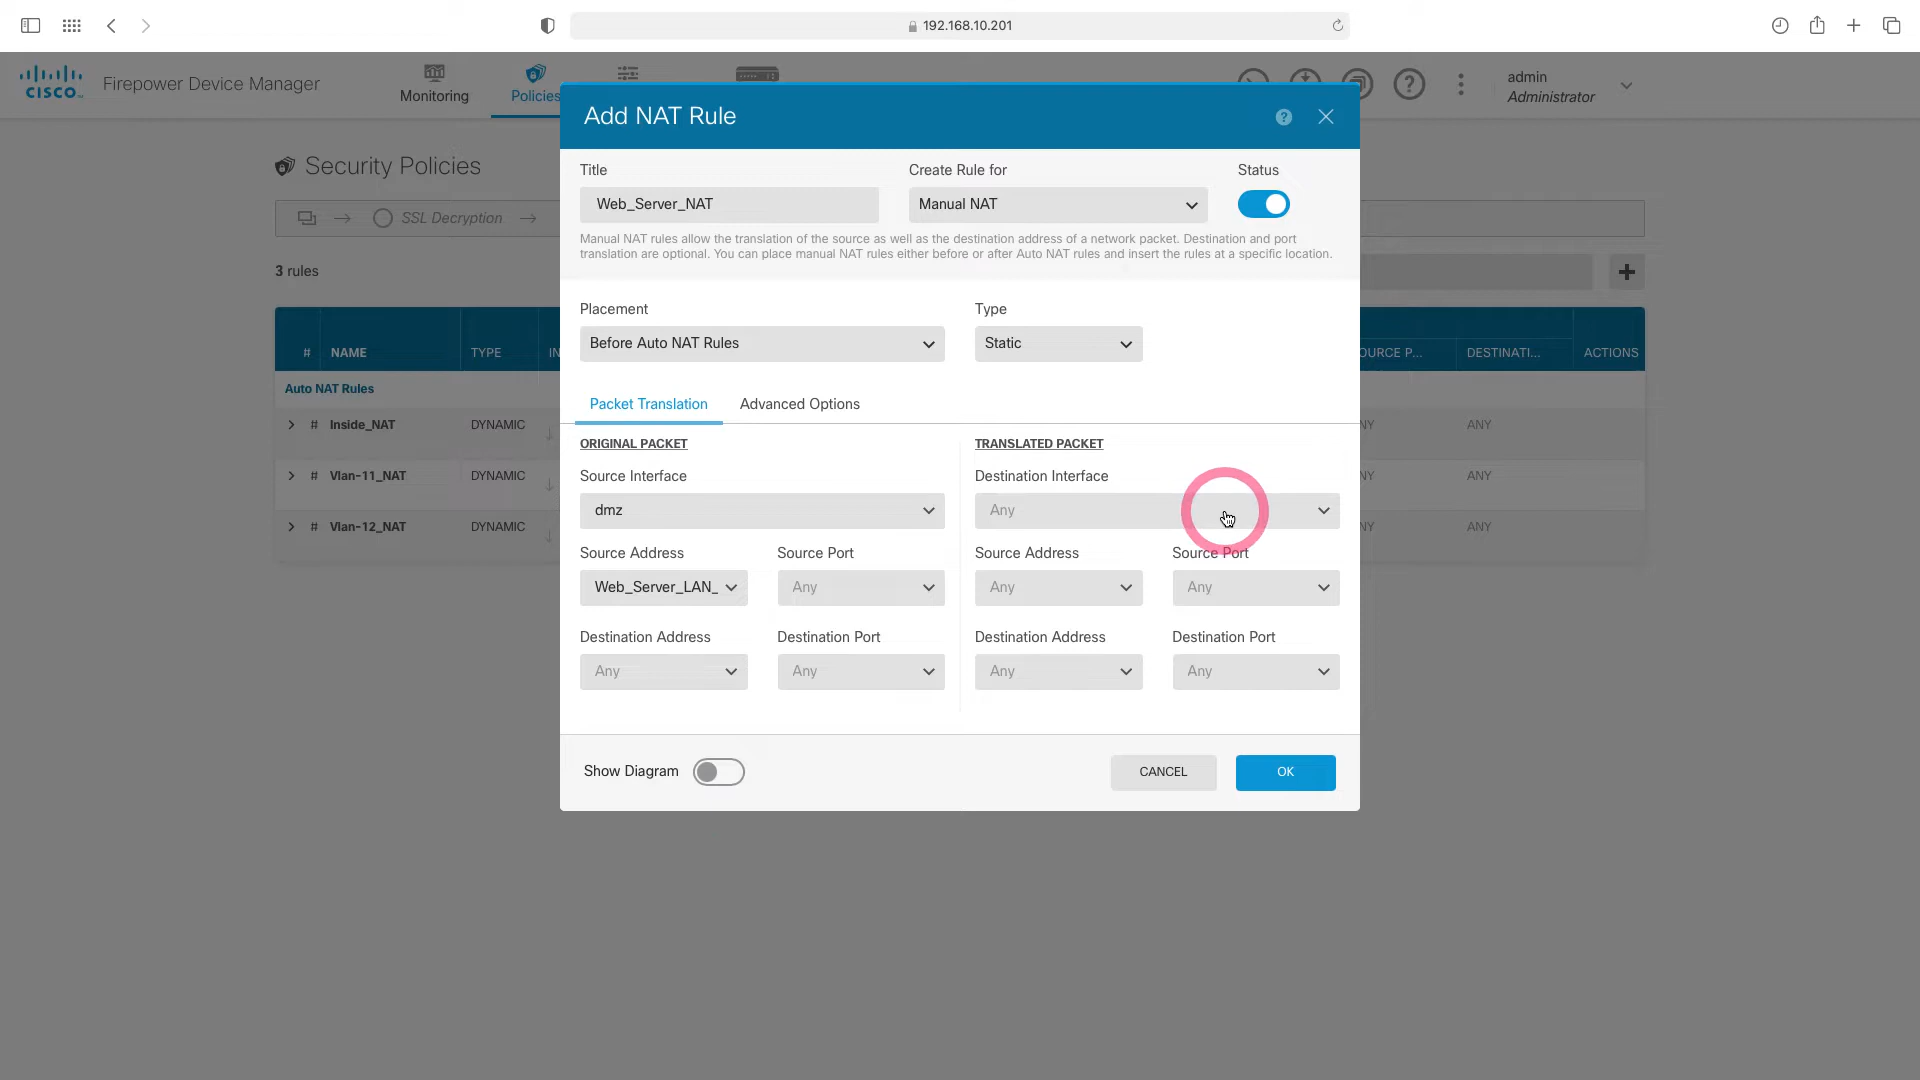 192.168.10.201
CISCO
Firepower Device Manager
Monitoring
Policies
admin
Administrator
Add NAT Rule
Security Policies
SSL Decryption
3 rules
Title
Create Rule for
Status
Web_Server_NAT
Manual NAT
Manual NAT rules allow the translation of the source as well as the destination address of a network packet. Destination and port
translation are optional. You can place manual NAT rules either before or after Auto NAT rules and insert the rules at a specific location.
Placement
Type
Before Auto NAT Rules
Static
# NAME TYPE IN
OURCE P... DESTINATI... ACTIONS
Auto NAT Rules
# Inside_NAT DYNAMIC
NY ANY
# Vlan-11_NAT DYNAMIC
NY ANY
# Vlan-12_NAT DYNAMIC
NY ANY
Packet Translation
Advanced Options
ORIGINAL PACKET
TRANSLATED PACKET
Source Interface
Destination Interface
dmz
Any
Source Address
Source Port
Source Address
Source Port
Web_Server_LAN_
Any
Any
Any
Destination Address
Destination Port
Destination Address
Destination Port
Any
Any
Any
Any
Show Diagram
CANCEL
OK